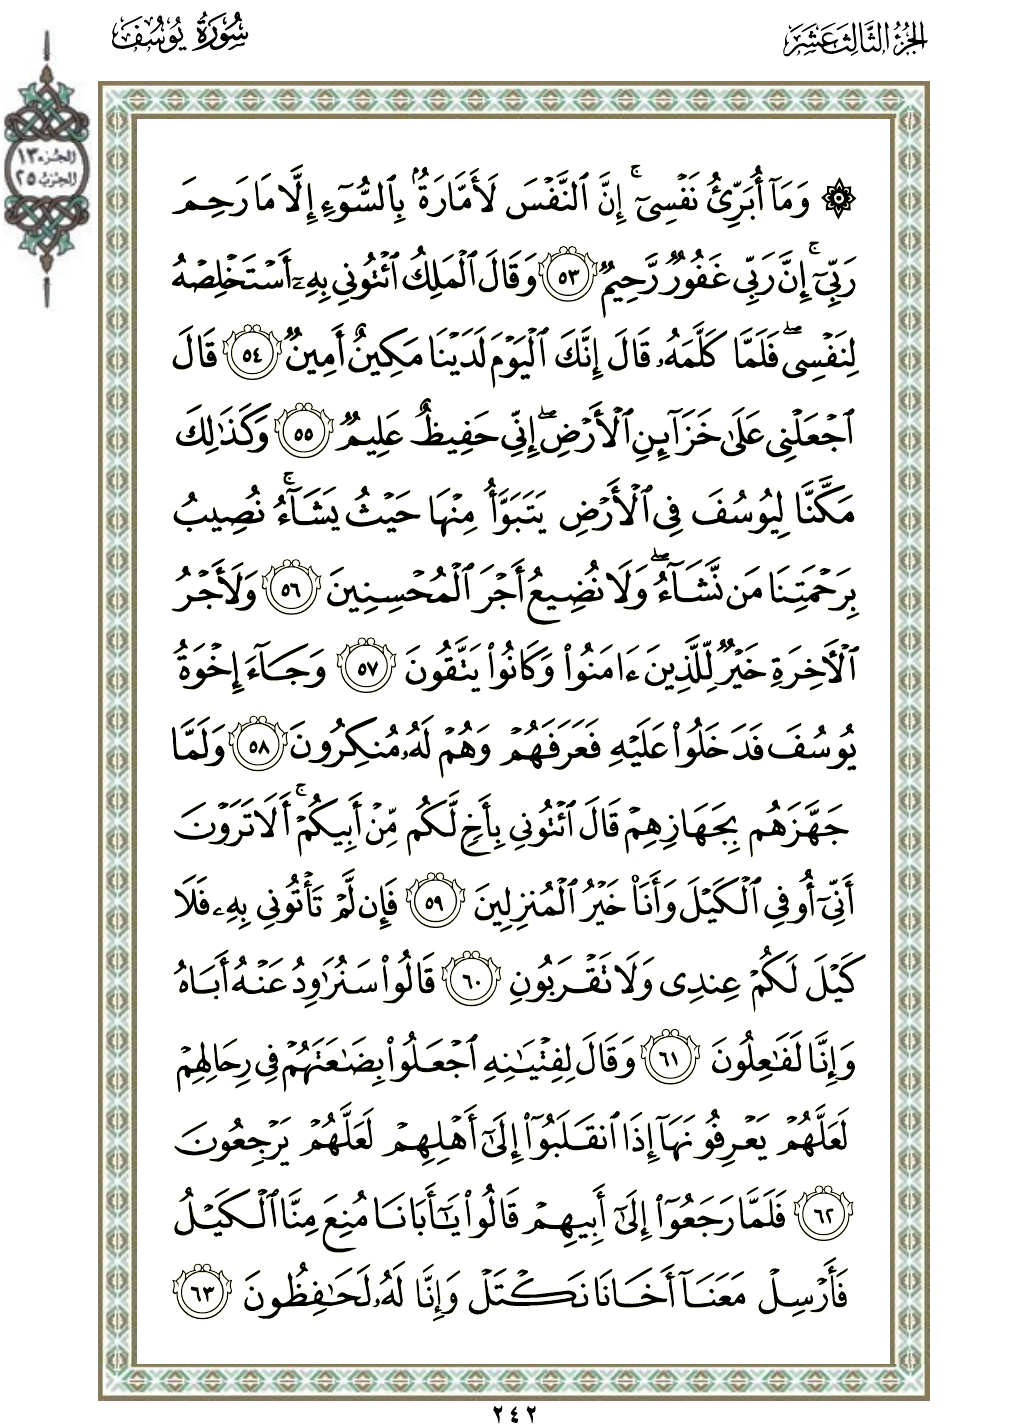 الجزء الثالث عشر
سورة يوسف
الجزء ١٣
الحزب ٢٥
۞ وَمَآ أُبَرِّئُ نَفْسِىٓ ۚ إِنَّ ٱلنَّفْسَ لَأَمَّارَةٌۢ بِٱلسُّوٓءِ إِلَّا مَا رَحِمَ
رَبِّىٓ ۚ إِنَّ رَبِّى غَفُورٌ رَّحِيمٌ ٥٣ وَقَالَ ٱلْمَلِكُ ٱئْتُونِى بِهِۦٓ أَسْتَخْلِصْهُ
لِنَفْسِى ۖ فَلَمَّا كَلَّمَهُۥ قَالَ إِنَّكَ ٱلْيَوْمَ لَدَيْنَا مَكِينٌ أَمِينٌ ٥٤ قَالَ
ٱجْعَلْنِى عَلَىٰ خَزَآئِنِ ٱلْأَرْضِ ۖ إِنِّى حَفِيظٌ عَلِيمٌ ٥٥ وَكَذَٰلِكَ
مَكَّنَّا لِيُوسُفَ فِى ٱلْأَرْضِ يَتَبَوَّأُ مِنْهَا حَيْثُ يَشَآءُ ۚ نُصِيبُ
بِرَحْمَتِنَا مَن نَّشَآءُ ۖ وَلَا نُضِيعُ أَجْرَ ٱلْمُحْسِنِينَ ٥٦ وَلَأَجْرُ
ٱلْءَاخِرَةِ خَيْرٌ لِّلَّذِينَ ءَامَنُوا۟ وَكَانُوا۟ يَتَّقُونَ ٥٧ وَجَآءَ إِخْوَةُ
يُوسُفَ فَدَخَلُوا۟ عَلَيْهِ فَعَرَفَهُمْ وَهُمْ لَهُۥ مُنكِرُونَ ٥٨ وَلَمَّا
جَهَّزَهُم بِجَهَازِهِمْ قَالَ ٱئْتُونِى بِأَخٍ لَّكُم مِّنْ أَبِيكُمْ ۚ أَلَا تَرَوْنَ
أَنِّىٓ أُوفِى ٱلْكَيْلَ وَأَنَا۠ خَيْرُ ٱلْمُنزِلِينَ ٥٩ فَإِن لَّمْ تَأْتُونِى بِهِۦ فَلَا
كَيْلَ لَكُمْ عِندِى وَلَا تَقْرَبُونِ ٦٠ قَالُوا۟ سَنُرَٰوِدُ عَنْهُ أَبَاهُ
وَإِنَّا لَفَٰعِلُونَ ٦١ وَقَالَ لِفِتْيَٰنِهِ ٱجْعَلُوا۟ بِضَٰعَتَهُمْ فِى رِحَالِهِمْ
لَعَلَّهُمْ يَعْرِفُونَهَآ إِذَا ٱنقَلَبُوٓا۟ إِلَىٰٓ أَهْلِهِمْ لَعَلَّهُمْ يَرْجِعُونَ
٦٢ فَلَمَّا رَجَعُوٓا۟ إِلَىٰٓ أَبِيهِمْ قَالُوا۟ يَٰٓأَبَانَا مُنِعَ مِنَّا ٱلْكَيْلُ
فَأَرْسِلْ مَعَنَآ أَخَانَا نَكْتَلْ وَإِنَّا لَهُۥ لَحَٰفِظُونَ ٦٣
٢٤٢